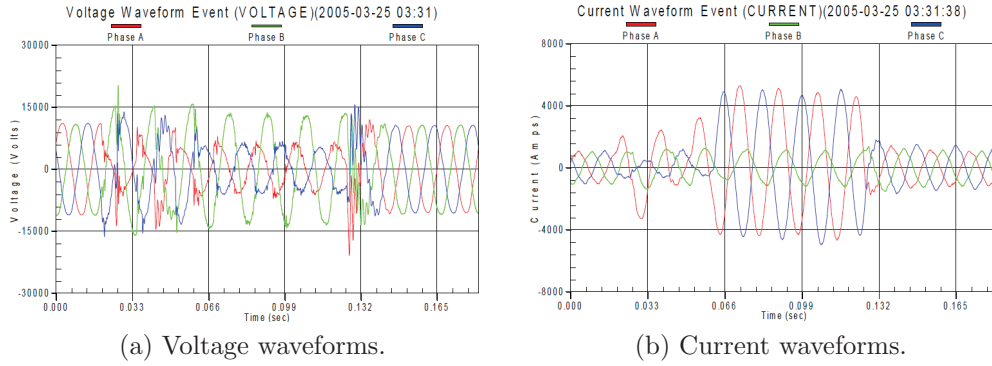 Voltage Waveform Event (VOLTAGE)(2005-03-25 03:31)
Phase A Phase B Phase C
30000
15000
0
-15000
-30000
Voltage (Volts)
0.000 0.033 0.066 0.099 0.132 0.165
Time (sec)
(a) Voltage waveforms.
Current Waveform Event (CURRENT)(2005-03-25 03:31:38)
Phase A Phase B Phase C
8000
4000
0
-4000
-8000
Current (Amps)
0.000 0.033 0.066 0.099 0.132 0.165
Time (sec)
(b) Current waveforms.